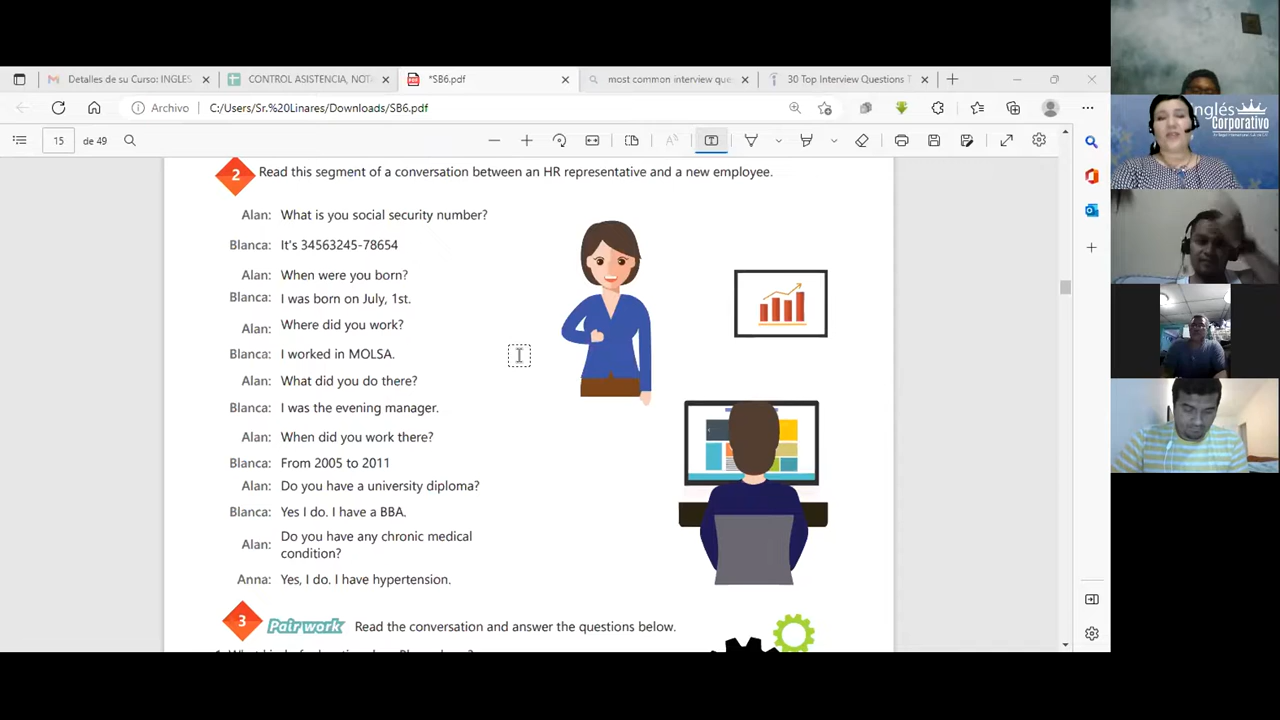 Detalles de su Curso: INGLES
CONTROL ASISTENCIA, NOTA
*SB6.pdf
most common interview que
30 Top Interview Questions T
Archivo
C:/Users/Sr.%20Linares/Downloads/SB6.pdf
15 de 49
2 Read this segment of a conversation between an HR representative and a new employee.
Alan: What is you social security number?
Blanca: It's 34563245-78654
Alan: When were you born?
Blanca: I was born on July, 1st.
Alan: Where did you work?
Blanca: I worked in MOLSA.
Alan: What did you do there?
Blanca: I was the evening manager.
Alan: When did you work there?
Blanca: From 2005 to 2011
Alan: Do you have a university diploma?
Blanca: Yes I do. I have a BBA.
Alan: Do you have any chronic medical
condition?
Anna: Yes, I do. I have hypertension.
3 Pair work Read the conversation and answer the questions below.
Inglés
Corporativo